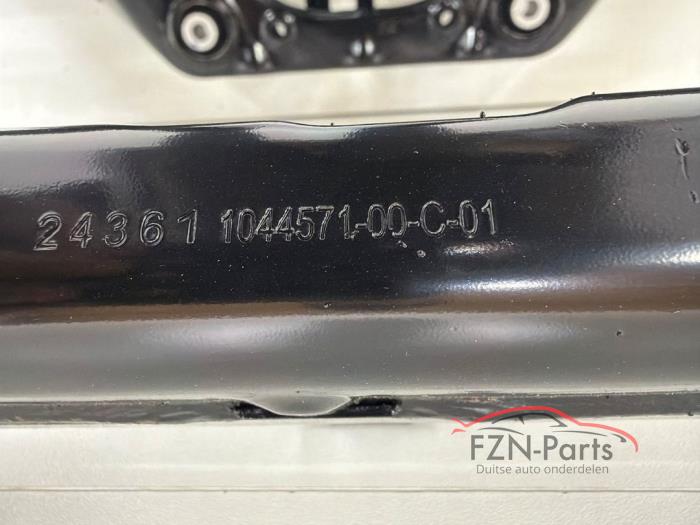 24361 1044571-00-C-01
FZN-Parts
Duitse auto onderdelen